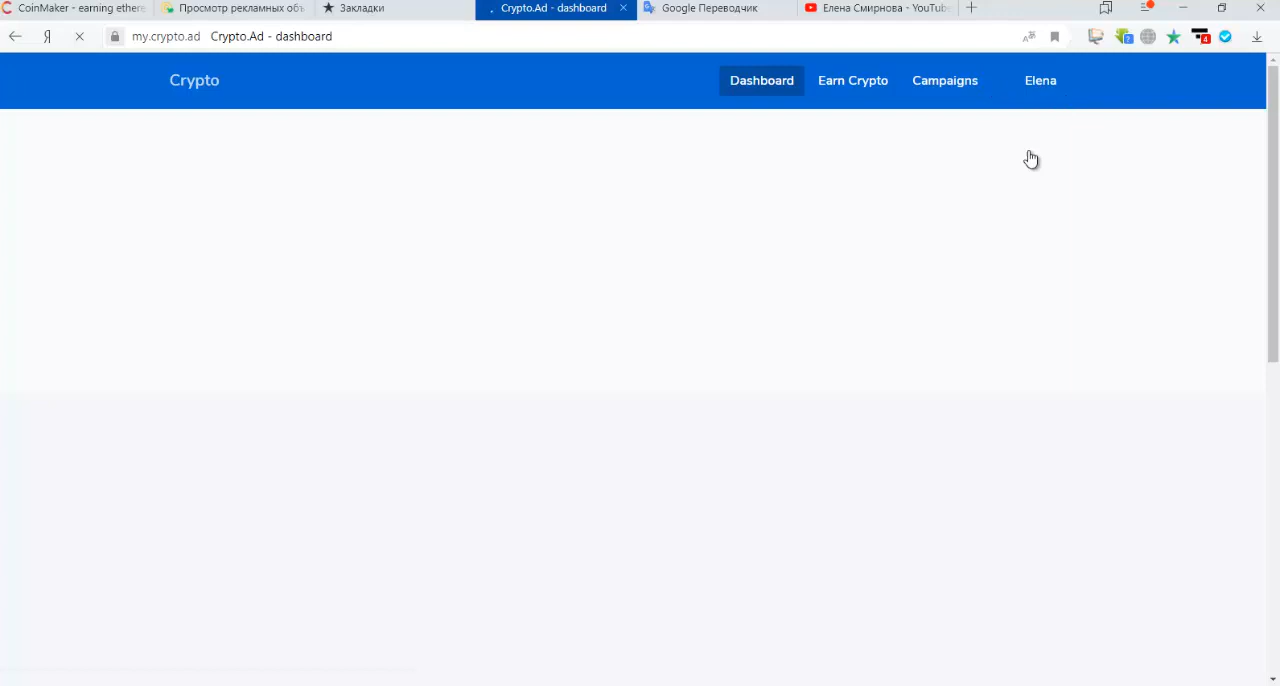 CoinMaker - earning ethere
Просмотр рекламных объ
Закладки
Crypto.Ad - dashboard
Google Переводчик
Елена Смирнова - YouTube
Я
my.crypto.ad
Crypto.Ad - dashboard
Crypto
Dashboard
Earn Crypto
Campaigns
Elena